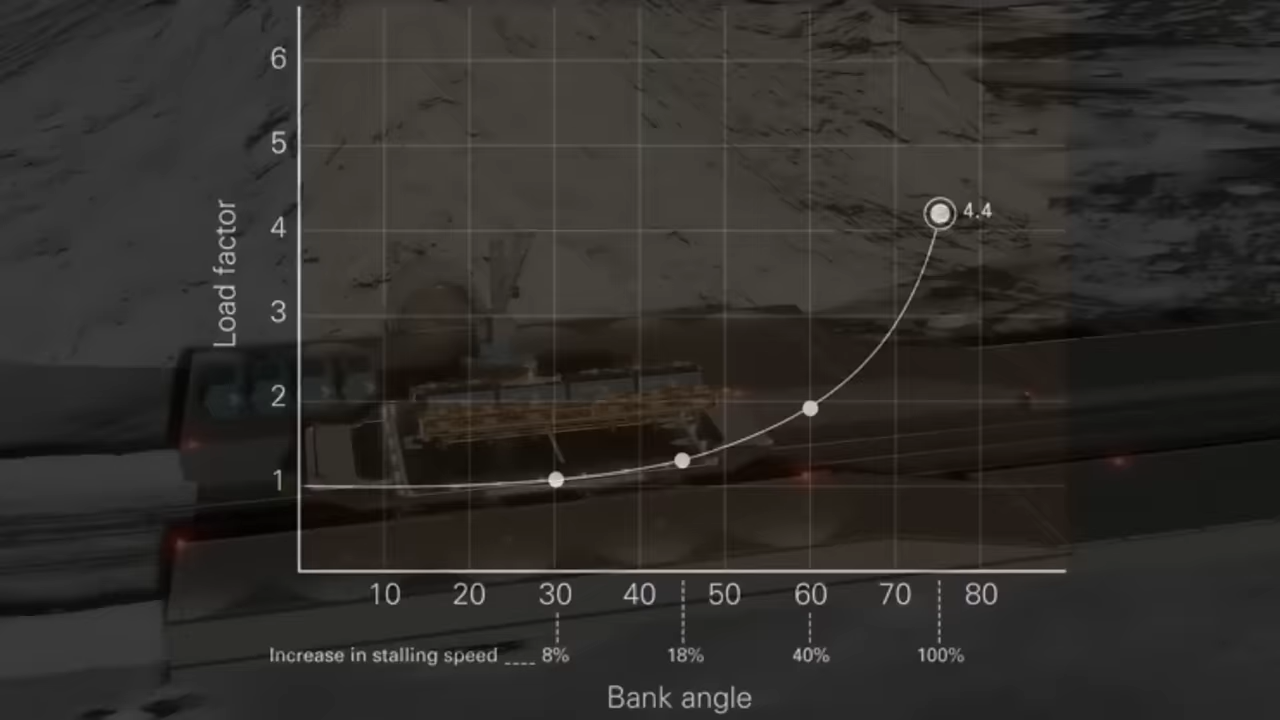 6
5
4.4
4
Load factor
3
2
1
10 20 30 40 50 60 70 80
Increase in stalling speed ---- 8% 18% 40% 100%
Bank angle